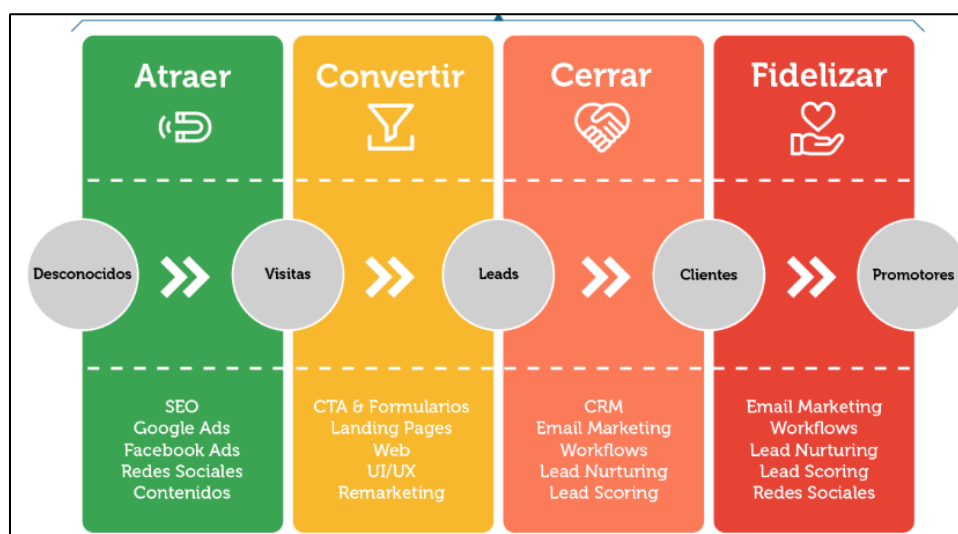 Atraer
Convertir
Cerrar
Fidelizar
Desconocidos
Visitas
Leads
Clientes
Promotores
SEO
Google Ads
Facebook Ads
Redes Sociales
Contenidos
CTA & Formularios
Landing Pages
Web
UI/UX
Remarketing
CRM
Email Marketing
Workflows
Lead Nurturing
Lead Scoring
Email Marketing
Workflows
Lead Nurturing
Lead Scoring
Redes Sociales